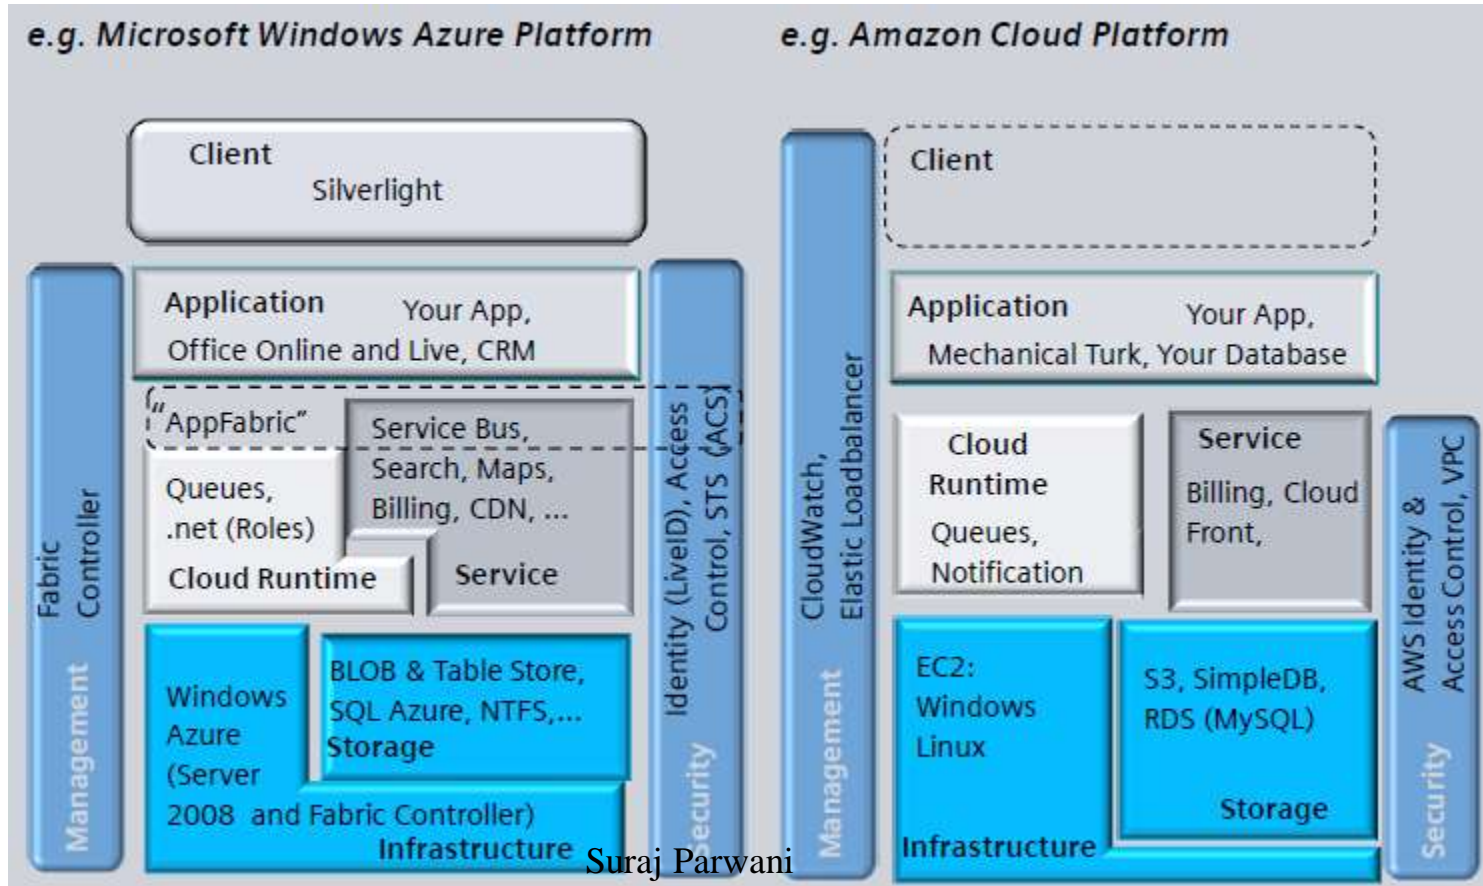 e.g. Microsoft Windows Azure Platform
Client
Silverlight
Application Your App,
Office Online and Live, CRM
“AppFabric”
Service Bus,
Search, Maps,
Billing, CDN, ...
Service
Queues,
.net (Roles)
Cloud Runtime
Windows
Azure
(Server
2008 and Fabric Controller)
Infrastructure
BLOB & Table Store,
SQL Azure, NTFS,...
Storage
Fabric
Controller
Management
Identity (LiveID), Access
Control, STS (ACS)
Security
e.g. Amazon Cloud Platform
Client
Application Your App,
Mechanical Turk, Your Database
Cloud
Runtime
Queues,
Notification
Service
Billing, Cloud
Front,
EC2:
Windows
Linux
Infrastructure
S3, SimpleDB,
RDS (MySQL)
Storage
CloudWatch,
Elastic Loadbalancer
Management
AWS Identity &
Access Control, VPC
Security
Suraj Parwani